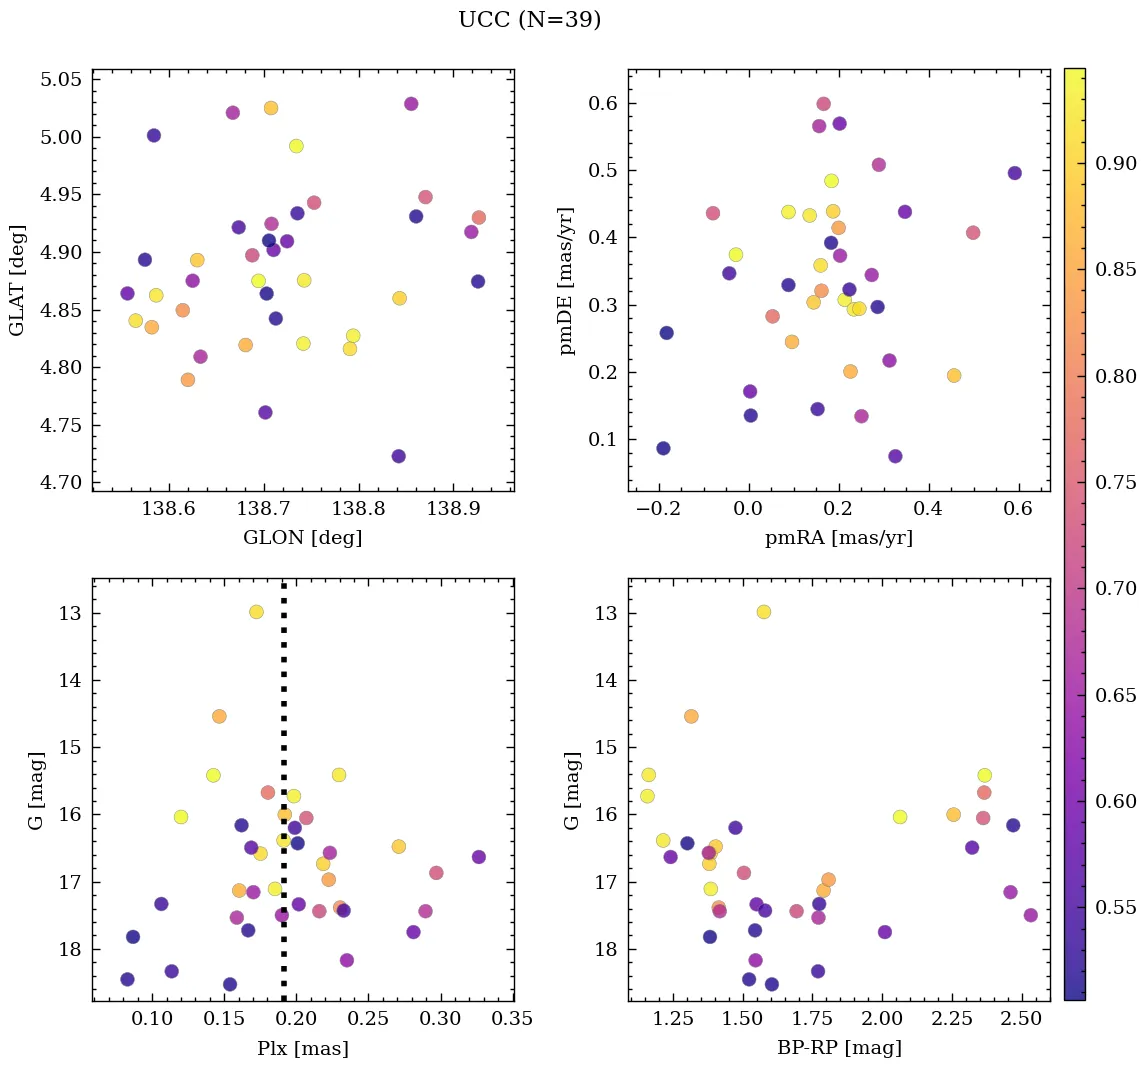 UCC (N=39)
5.05
5.00
4.95
4.90
4.85
4.80
4.75
4.70
GLAT [deg]
138.6 138.7 138.8 138.9
GLON [deg]
0.6
0.5
0.4
0.3
0.2
0.1
pmDE [mas/yr]
−0.2 0.0 0.2 0.4 0.6
pmRA [mas/yr]
13
14
15
16
17
18
G [mag]
0.10 0.15 0.20 0.25 0.30 0.35
Plx [mas]
13
14
15
16
17
18
G [mag]
1.25 1.50 1.75 2.00 2.25 2.50
BP-RP [mag]
0.90
0.85
0.80
0.75
0.70
0.65
0.60
0.55